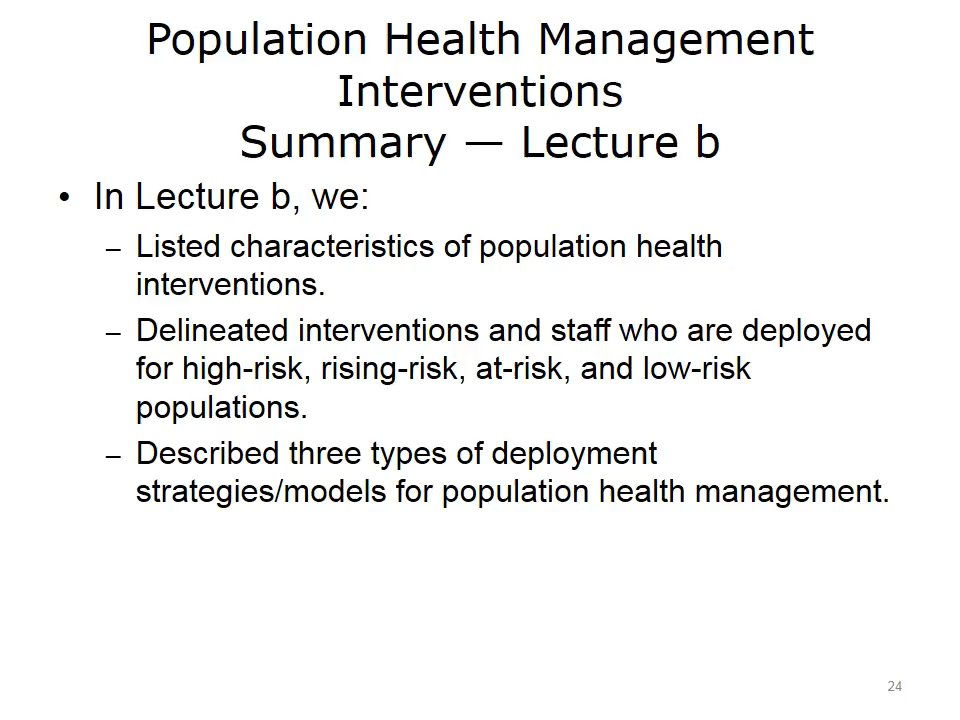 Population Health Management
Interventions
Summary — Lecture b
• In Lecture b, we:
– Listed characteristics of population health
interventions.
– Delineated interventions and staff who are deployed
for high-risk, rising-risk, at-risk, and low-risk
populations.
– Described three types of deployment
strategies/models for population health management.
24